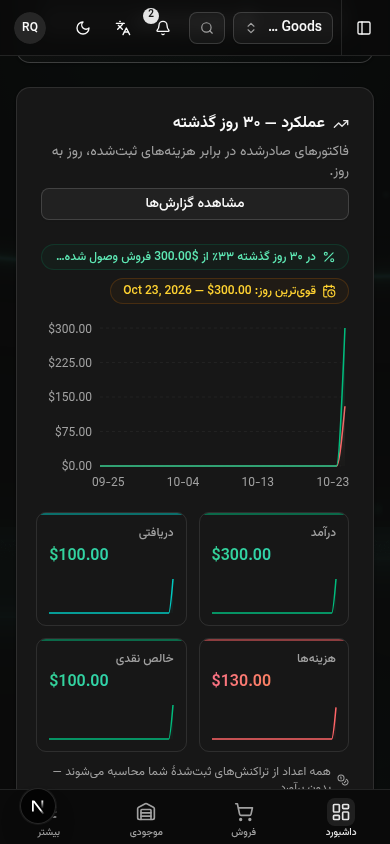 Goods ...
2
RQ
عملکرد — ۳۰ روز گذشته
فاکتورهای صادرشده در برابر هزینه‌های ثبت‌شده، روز به
روز.
مشاهده گزارش‌ها
در ۳۰ روز گذشته ۳۳٪ از $300.00 فروش وصول شده…
قوی‌ترین روز: Oct 23, 2026 — $300.00
$300.00
$225.00
$150.00
$75.00
$0.00
09-25 10-04 10-13 10-23
درآمد
$300.00
دریافتی
$100.00
هزینه‌ها
$130.00
خالص نقدی
$100.00
همه اعداد از تراکنش‌های ثبت‌شدهٔ شما محاسبه می‌شوند —
بدون برآورد
داشبورد
فروش
موجودی
بیشتر
N